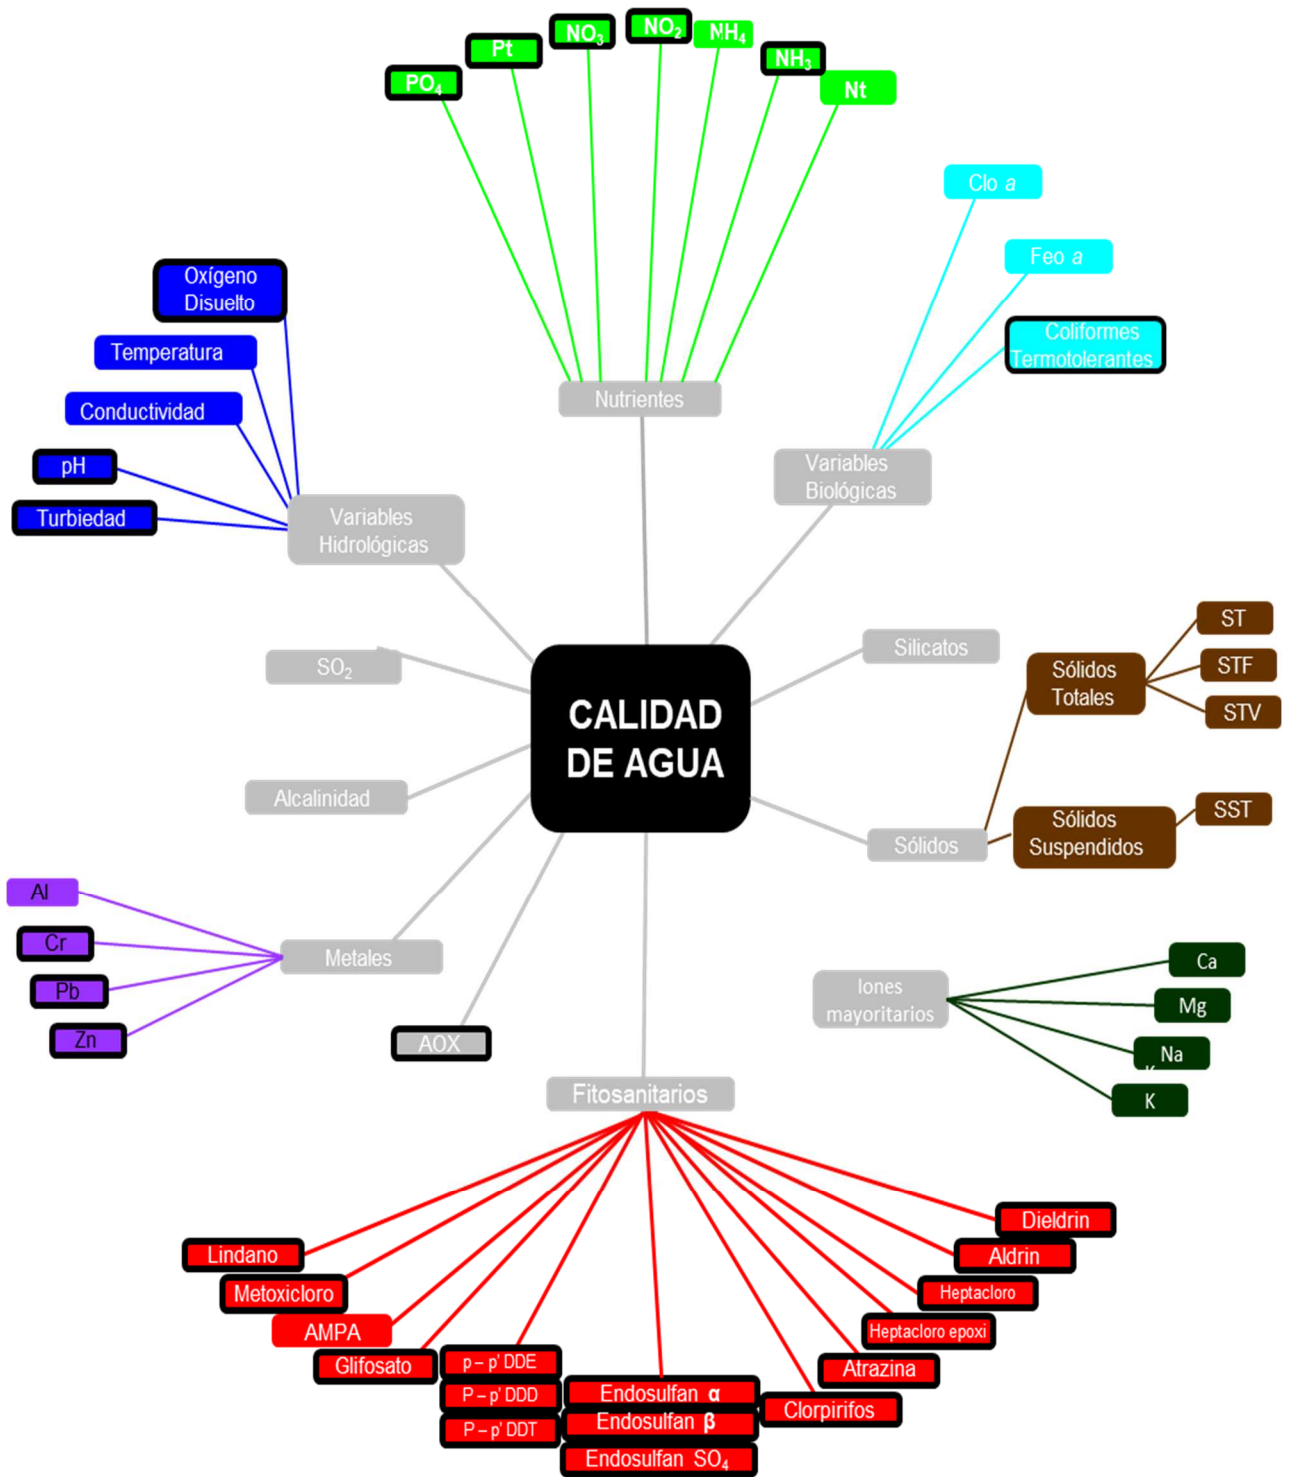 NO₂
NH₄
NO₃
Pt
NH₃
PO₄
Nt
Clo a
Feo a
Coliformes
Termotolerantes
Oxígeno
Disuelto
Temperatura
Conductividad
pH
Turbiedad
Nutrientes
Variables
Biológicas
Variables
Hidrológicas
SO₂
Silicatos
Sólidos
Totales
ST
STF
STV
CALIDAD
DE AGUA
Alcalinidad
Sólidos
Sólidos
Suspendidos
SST
Al
Cr
Pb
Zn
Metales
AOX
Iones
mayoritarios
Ca
Mg
Na
K
Fitosanitarios
Lindano
Metoxicloro
AMPA
Glifosato
p – p' DDE
P – p' DDD
P – p' DDT
Endosulfan α
Endosulfan β
Endosulfan SO₄
Clorpirifos
Atrazina
Heptacloro epoxi
Heptacloro
Aldrin
Dieldrin